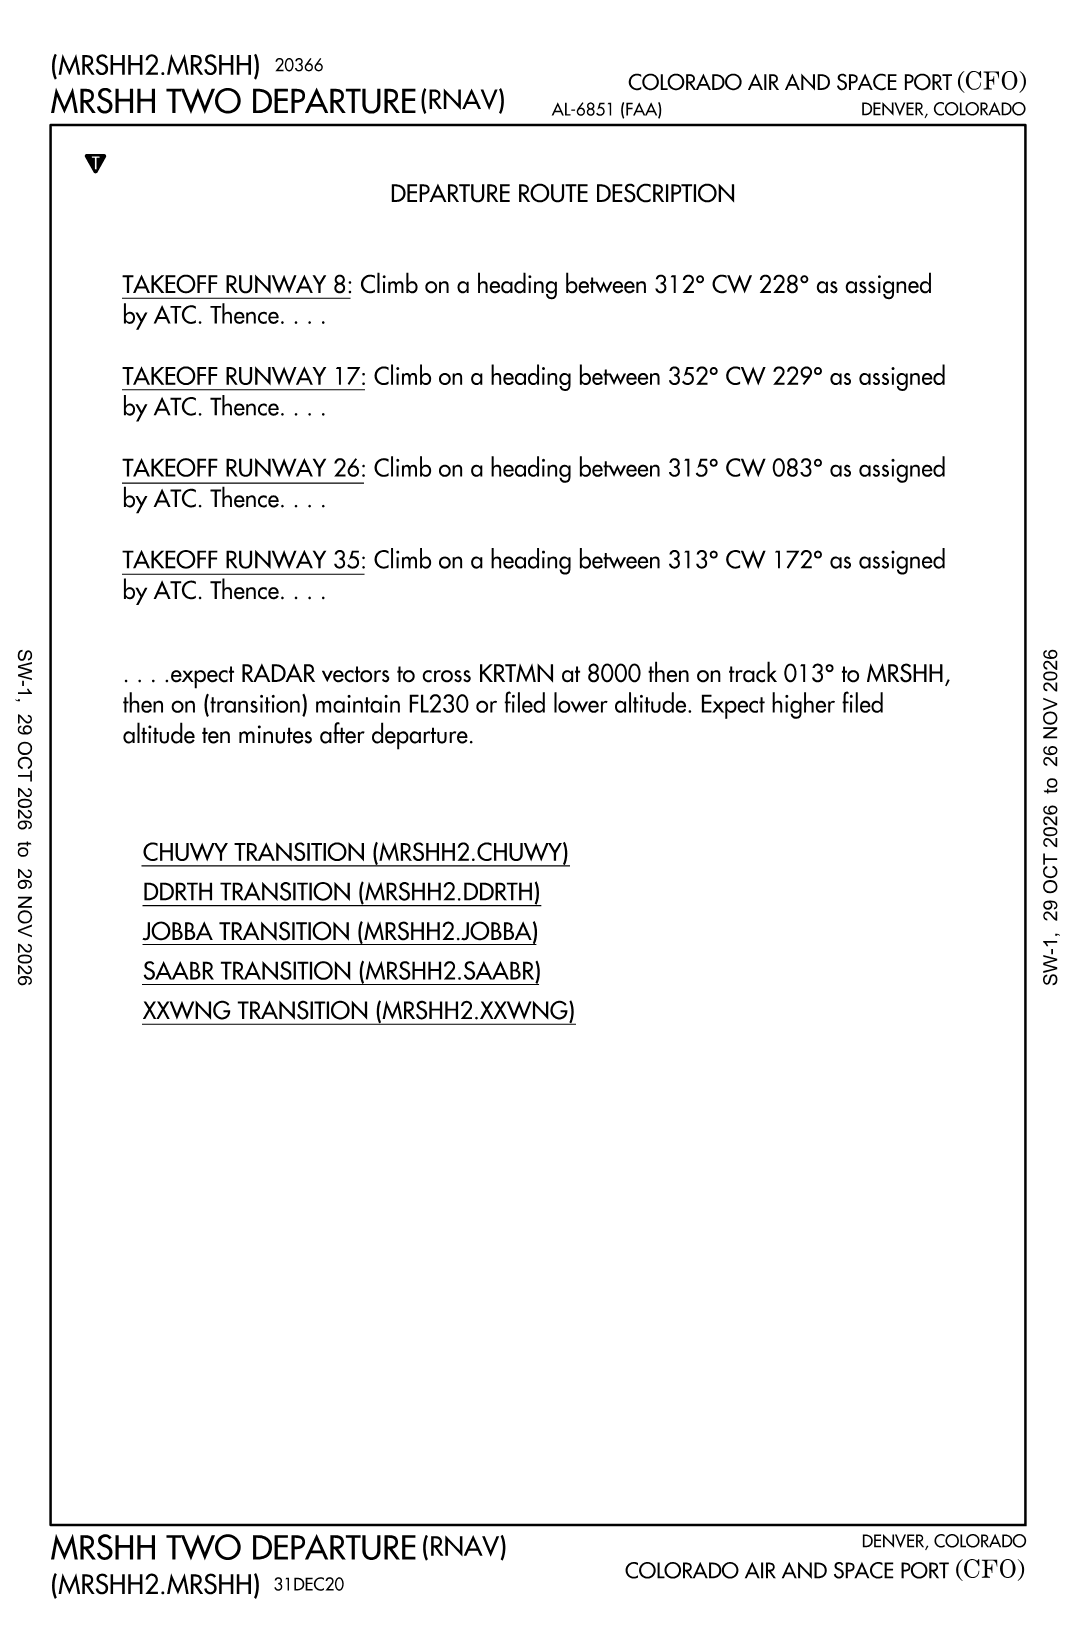 (MRSHH2.MRSHH) 20366
MRSHH TWO DEPARTURE (RNAV)
AL-6851 (FAA)
COLORADO AIR AND SPACE PORT (CFO)
DENVER, COLORADO
T
DEPARTURE ROUTE DESCRIPTION
TAKEOFF RUNWAY 8: Climb on a heading between 312° CW 228° as assigned
by ATC. Thence. . . .
TAKEOFF RUNWAY 17: Climb on a heading between 352° CW 229° as assigned
by ATC. Thence. . . .
TAKEOFF RUNWAY 26: Climb on a heading between 315° CW 083° as assigned
by ATC. Thence. . . .
TAKEOFF RUNWAY 35: Climb on a heading between 313° CW 172° as assigned
by ATC. Thence. . . .
. . . .expect RADAR vectors to cross KRTMN at 8000 then on track 013° to MRSHH,
then on (transition) maintain FL230 or filed lower altitude. Expect higher filed
altitude ten minutes after departure.
CHUWY TRANSITION (MRSHH2.CHUWY)
DDRTH TRANSITION (MRSHH2.DDRTH)
JOBBA TRANSITION (MRSHH2.JOBBA)
SAABR TRANSITION (MRSHH2.SAABR)
XXWNG TRANSITION (MRSHH2.XXWNG)
SW-1, 29 OCT 2026 to 26 NOV 2026
SW-1, 29 OCT 2026 to 26 NOV 2026
MRSHH TWO DEPARTURE (RNAV)
(MRSHH2.MRSHH) 31DEC20
DENVER, COLORADO
COLORADO AIR AND SPACE PORT (CFO)